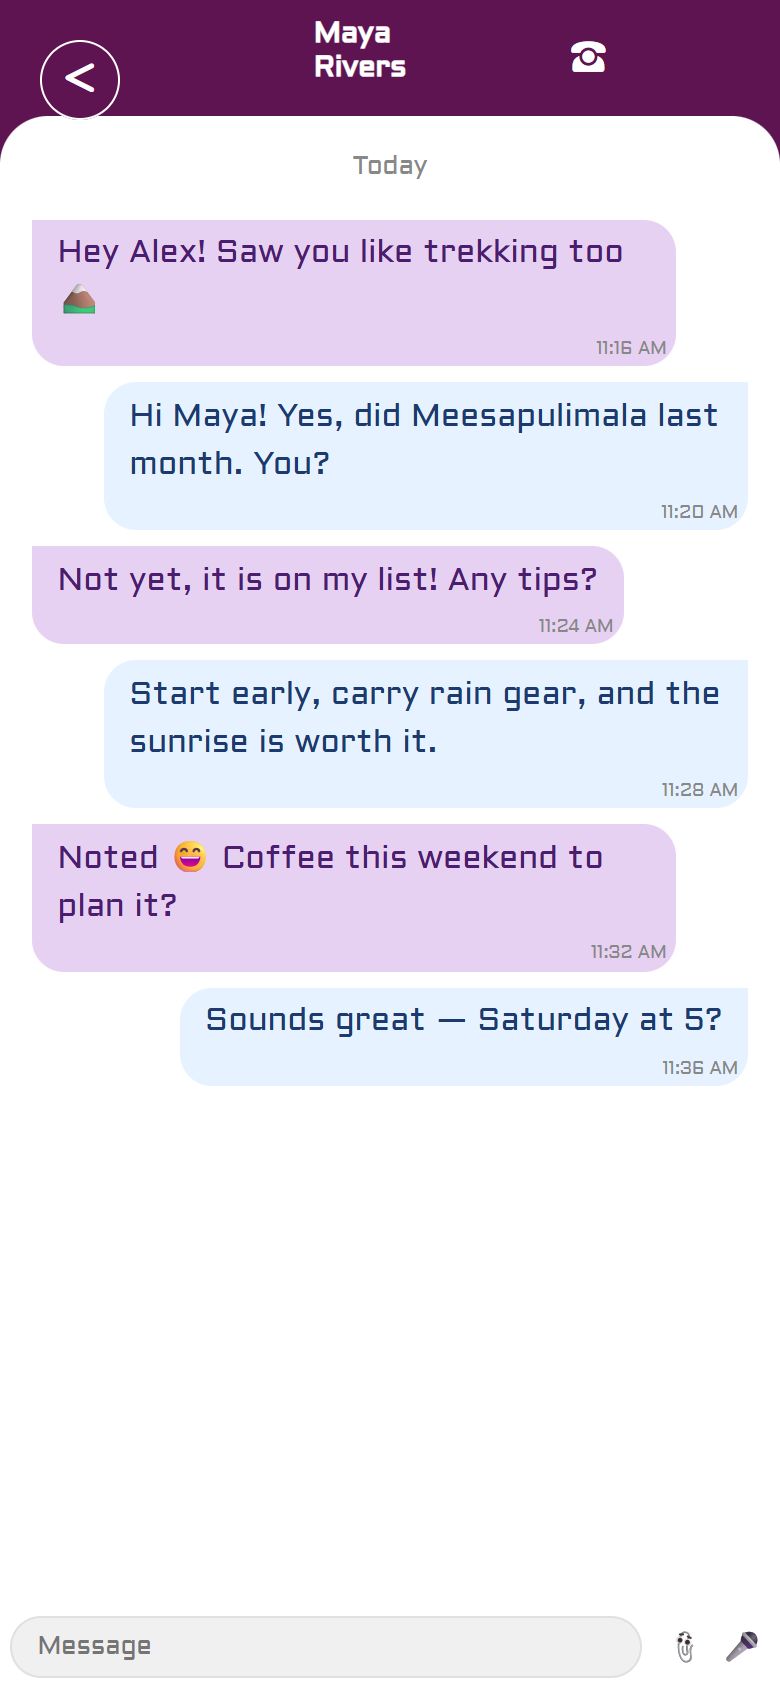 Maya
Rivers
Today
Hey Alex! Saw you like trekking too
⛰️
11:16 AM
Hi Maya! Yes, did Meesapulimala last
month. You?
11:20 AM
Not yet, it is on my list! Any tips?
11:24 AM
Start early, carry rain gear, and the
sunrise is worth it.
11:28 AM
Noted 😄 Coffee this weekend to
plan it?
11:32 AM
Sounds great — Saturday at 5?
11:36 AM
Message